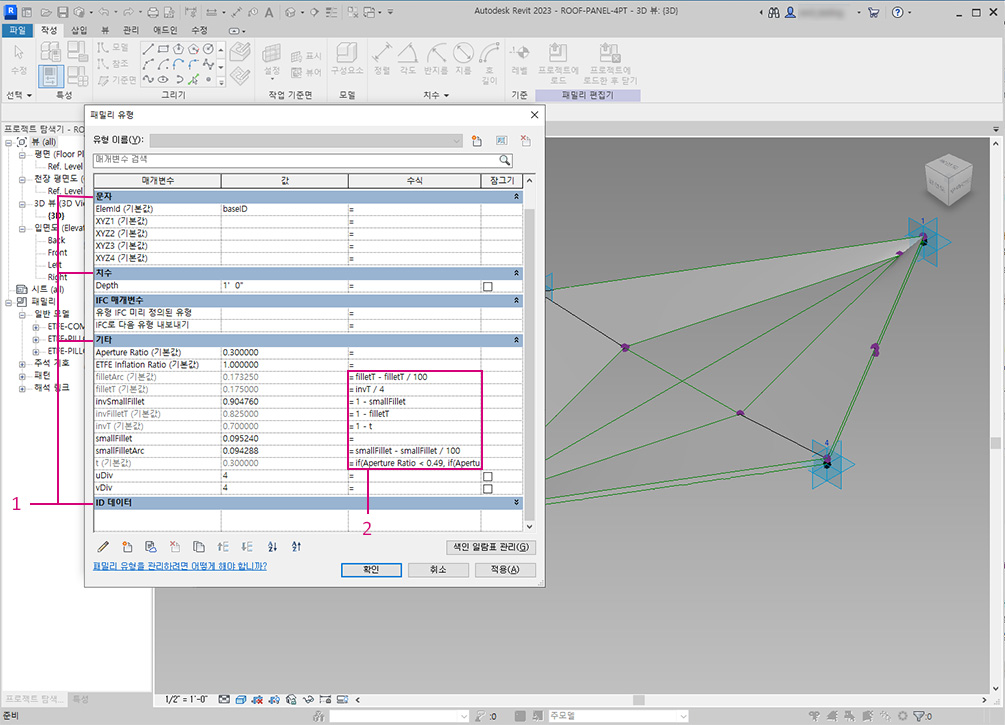 Autodesk Revit 2023 - ROOF-PANEL-4PT - 3D 뷰: {3D}
파일 작성 삽입 뷰 관리 애드인 수정
수정
모델
참조
기준면
설정
표시
뷰어
구성요소
정렬 각도 반지름 지름 호 길이
레벨
프로젝트에 로드
프로젝트에 로드한 후 닫기
선택 특성 그리기 작업 기준면 모델 치수 기준 패밀리 편집기
프로젝트 탐색기 - RO
뷰 (all)
평면 (Floor P
Ref. Level
천장 평면도 (
Ref. Level
3D 뷰 (3D Vie
{3D}
입면도 (Elevat
Back
Front
Left
Right
시트 (all)
패밀리
일반 모델
ETFE-COM
ETFE-PILL
ETFE-PILLO
주석 기호
패턴
해석 링크
패밀리 유형
유형 이름(Y):
매개변수 검색
매개변수 값 수식 잠그기
문자
ElemId (기본값) baseID =
XYZ1 (기본값) =
XYZ2 (기본값) =
XYZ3 (기본값) =
XYZ4 (기본값) =
치수
Depth 1' 0" =
IFC 매개변수
유형 IFC 미리 정의된 유형 =
IFC로 다음 유형 내보내기 =
기타
Aperture Ratio (기본값) 0.300000 =
ETFE Inflation Ratio (기본값) 1.000000 =
filletArc (기본값) 0.173250 = filletT - filletT / 100
filletT (기본값) 0.175000 = invT / 4
invSmallFillet 0.904760 = 1 - smallFillet
invFilletT (기본값) 0.825000 = 1 - filletT
invT (기본값) 0.700000 = 1 - t
smallFillet 0.095240 =
smallFilletArc 0.094288 = smallFillet - smallFillet / 100
t (기본값) 0.300000 = if(Aperture Ratio < 0.49, if(Apertu
uDiv 4 =
vDiv 4 =
ID 데이터
1
2
색인 일람표 관리(G)
패밀리 유형을 관리하려면 어떻게 해야 합니까?
확인 취소 적용(A)
1
4
프로젝트 탐색... 특성
1/2" = 1'-0"
준비
:0
주모델
:0